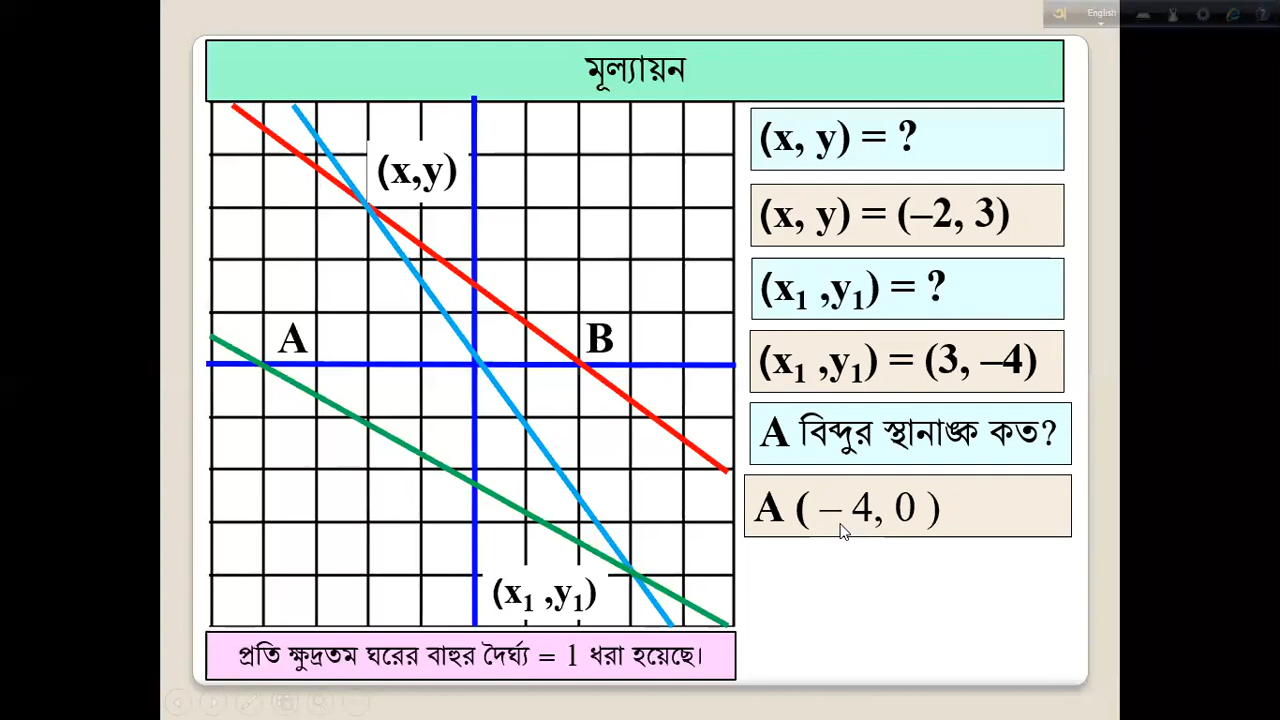 English
মূল্যায়ন
(x,y)
A
B
(x₁ ,y₁)
প্রতি ক্ষুদ্রতম ঘরের বাহুর দৈর্ঘ্য = 1 ধরা হয়েছে।
(x, y) = ?
(x, y) = (–2, 3)
(x₁ ,y₁) = ?
(x₁ ,y₁) = (3, –4)
A বিন্দুর স্থানাঙ্ক কত?
A ( – 4, 0 )